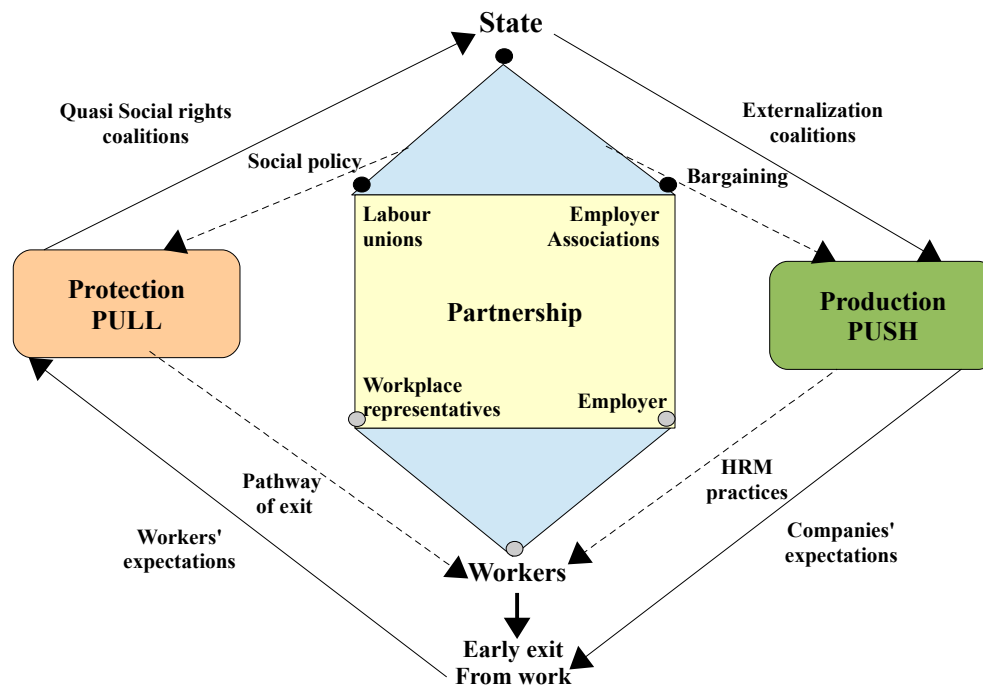 State
Quasi Social rights
coalitions
Externalization
coalitions
Social policy
Bargaining
Labour
unions
Employer
Associations
Protection
PULL
Partnership
Production
PUSH
Workplace
representatives
Employer
Pathway
of exit
HRM
practices
Workers'
expectations
Companies'
expectations
Workers
Early exit
From work